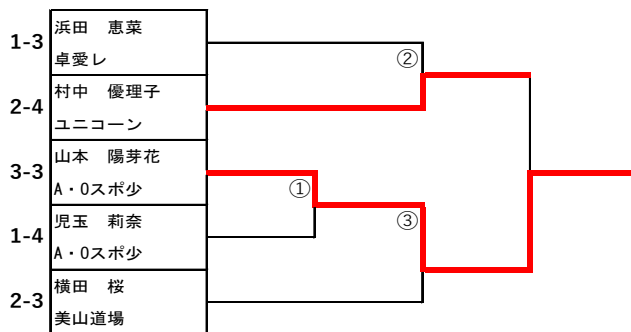 1-3
浜田　恵菜
卓愛レ
②
2-4
村中　優理子
ユニコーン
3-3
山本　陽芽花
A・Oスポ少
①
1-4
児玉　莉奈
A・Oスポ少
③
2-3
横田　桜
美山道場